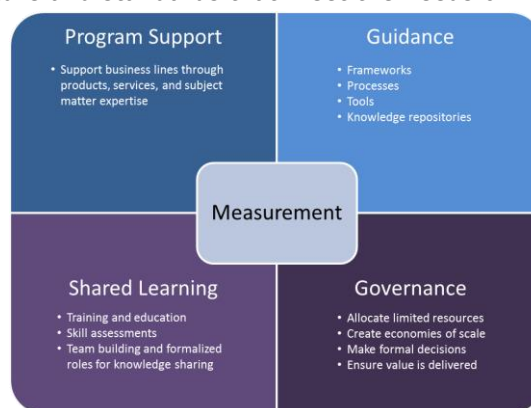 Program Support
• Support business lines through
products, services, and subject
matter expertise
Guidance
• Frameworks
• Processes
• Tools
• Knowledge repositories
Measurement
Shared Learning
• Training and education
• Skill assessments
• Team building and formalized
roles for knowledge sharing
Governance
• Allocate limited resources
• Create economies of scale
• Make formal decisions
• Ensure value is delivered